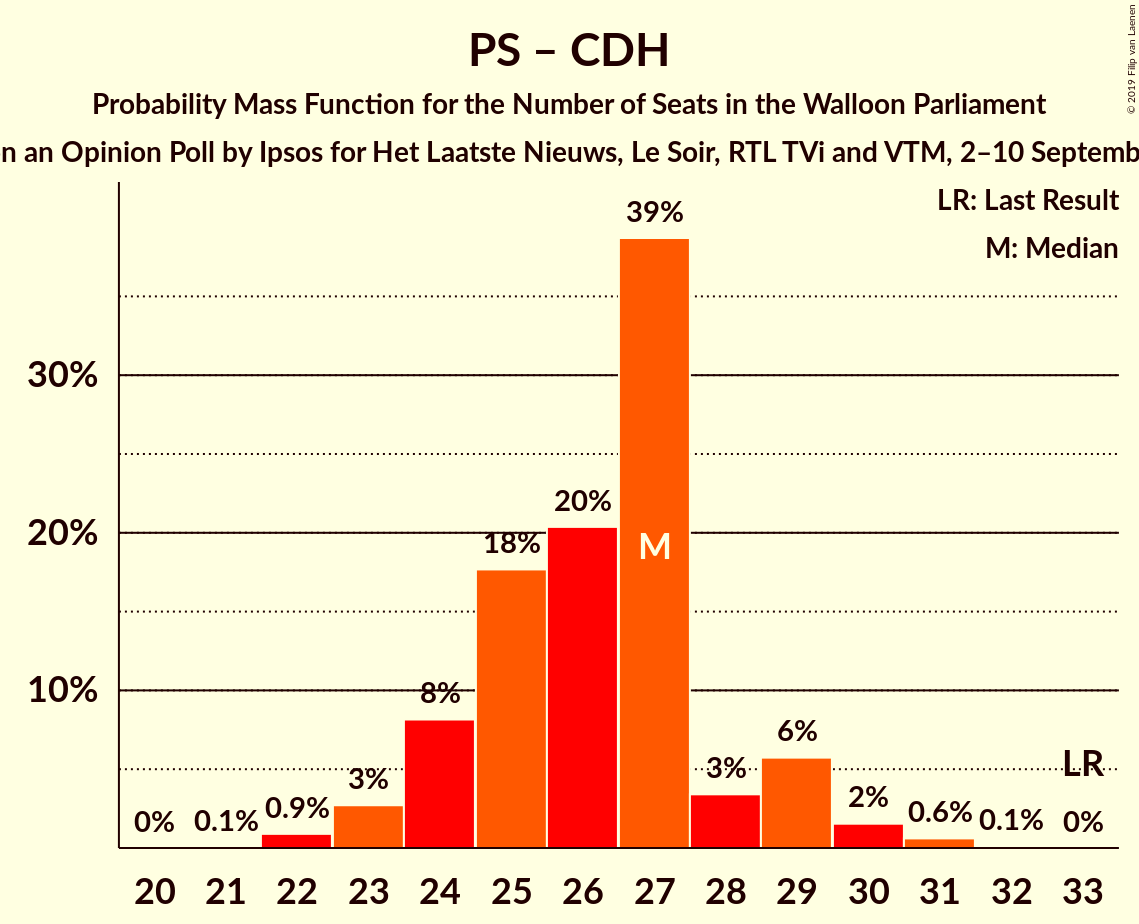 PS – CDH
Probability Mass Function for the Number of Seats in the Walloon Parliament
an Opinion Poll by Ipsos for Het Laatste Nieuws, Le Soir, RTL TVi and VTM, 2–10
© 2019 Filip van Laenen
LR: Last Result
M: Median
39%
30%
20%
18%
M
20%
10%
8%
6%
LR
3%
3%
2%
0.9%
0.6%
0%
0.1%
0.1%
0%
20 21 22 23 24 25 26 27 28 29 30 31 32 33